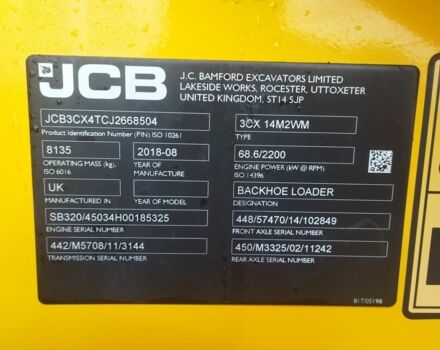 JCB
J.C. BAMFORD EXCAVATORS LIMITED
LAKESIDE WORKS, ROCESTER, UTTOXETER
UNITED KINGDOM, ST14 5JP
JCB3CX4TCJ2668504
Product Identification Number (PIN) ISO 10261
3CX 14M2WM
TYPE
8135
OPERATING MASS (kg),
ISO 6016
2018-08
YEAR OF
MANUFACTURE
68.6/2200
ENGINE POWER (kW @ RPM)
ISO 14396
UK
MANUFACTURED IN
YEAR OF MODEL
BACKHOE LOADER
DESIGNATION
SB320/45034H00185325
ENGINE SERIAL NUMBER
448/57470/14/102849
FRONT AXLE SERIAL NUMBER
442/M5708/11/3144
TRANSMISSION SERIAL NUMBER
450/M3325/02/11242
REAR AXLE SERIAL NUMBER
817/05198